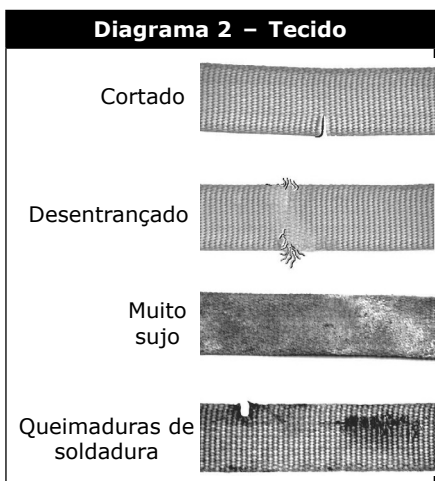 Diagrama 2 – Tecido
Cortado
Desentrançado
Muito
sujo
Queimaduras de
soldadura